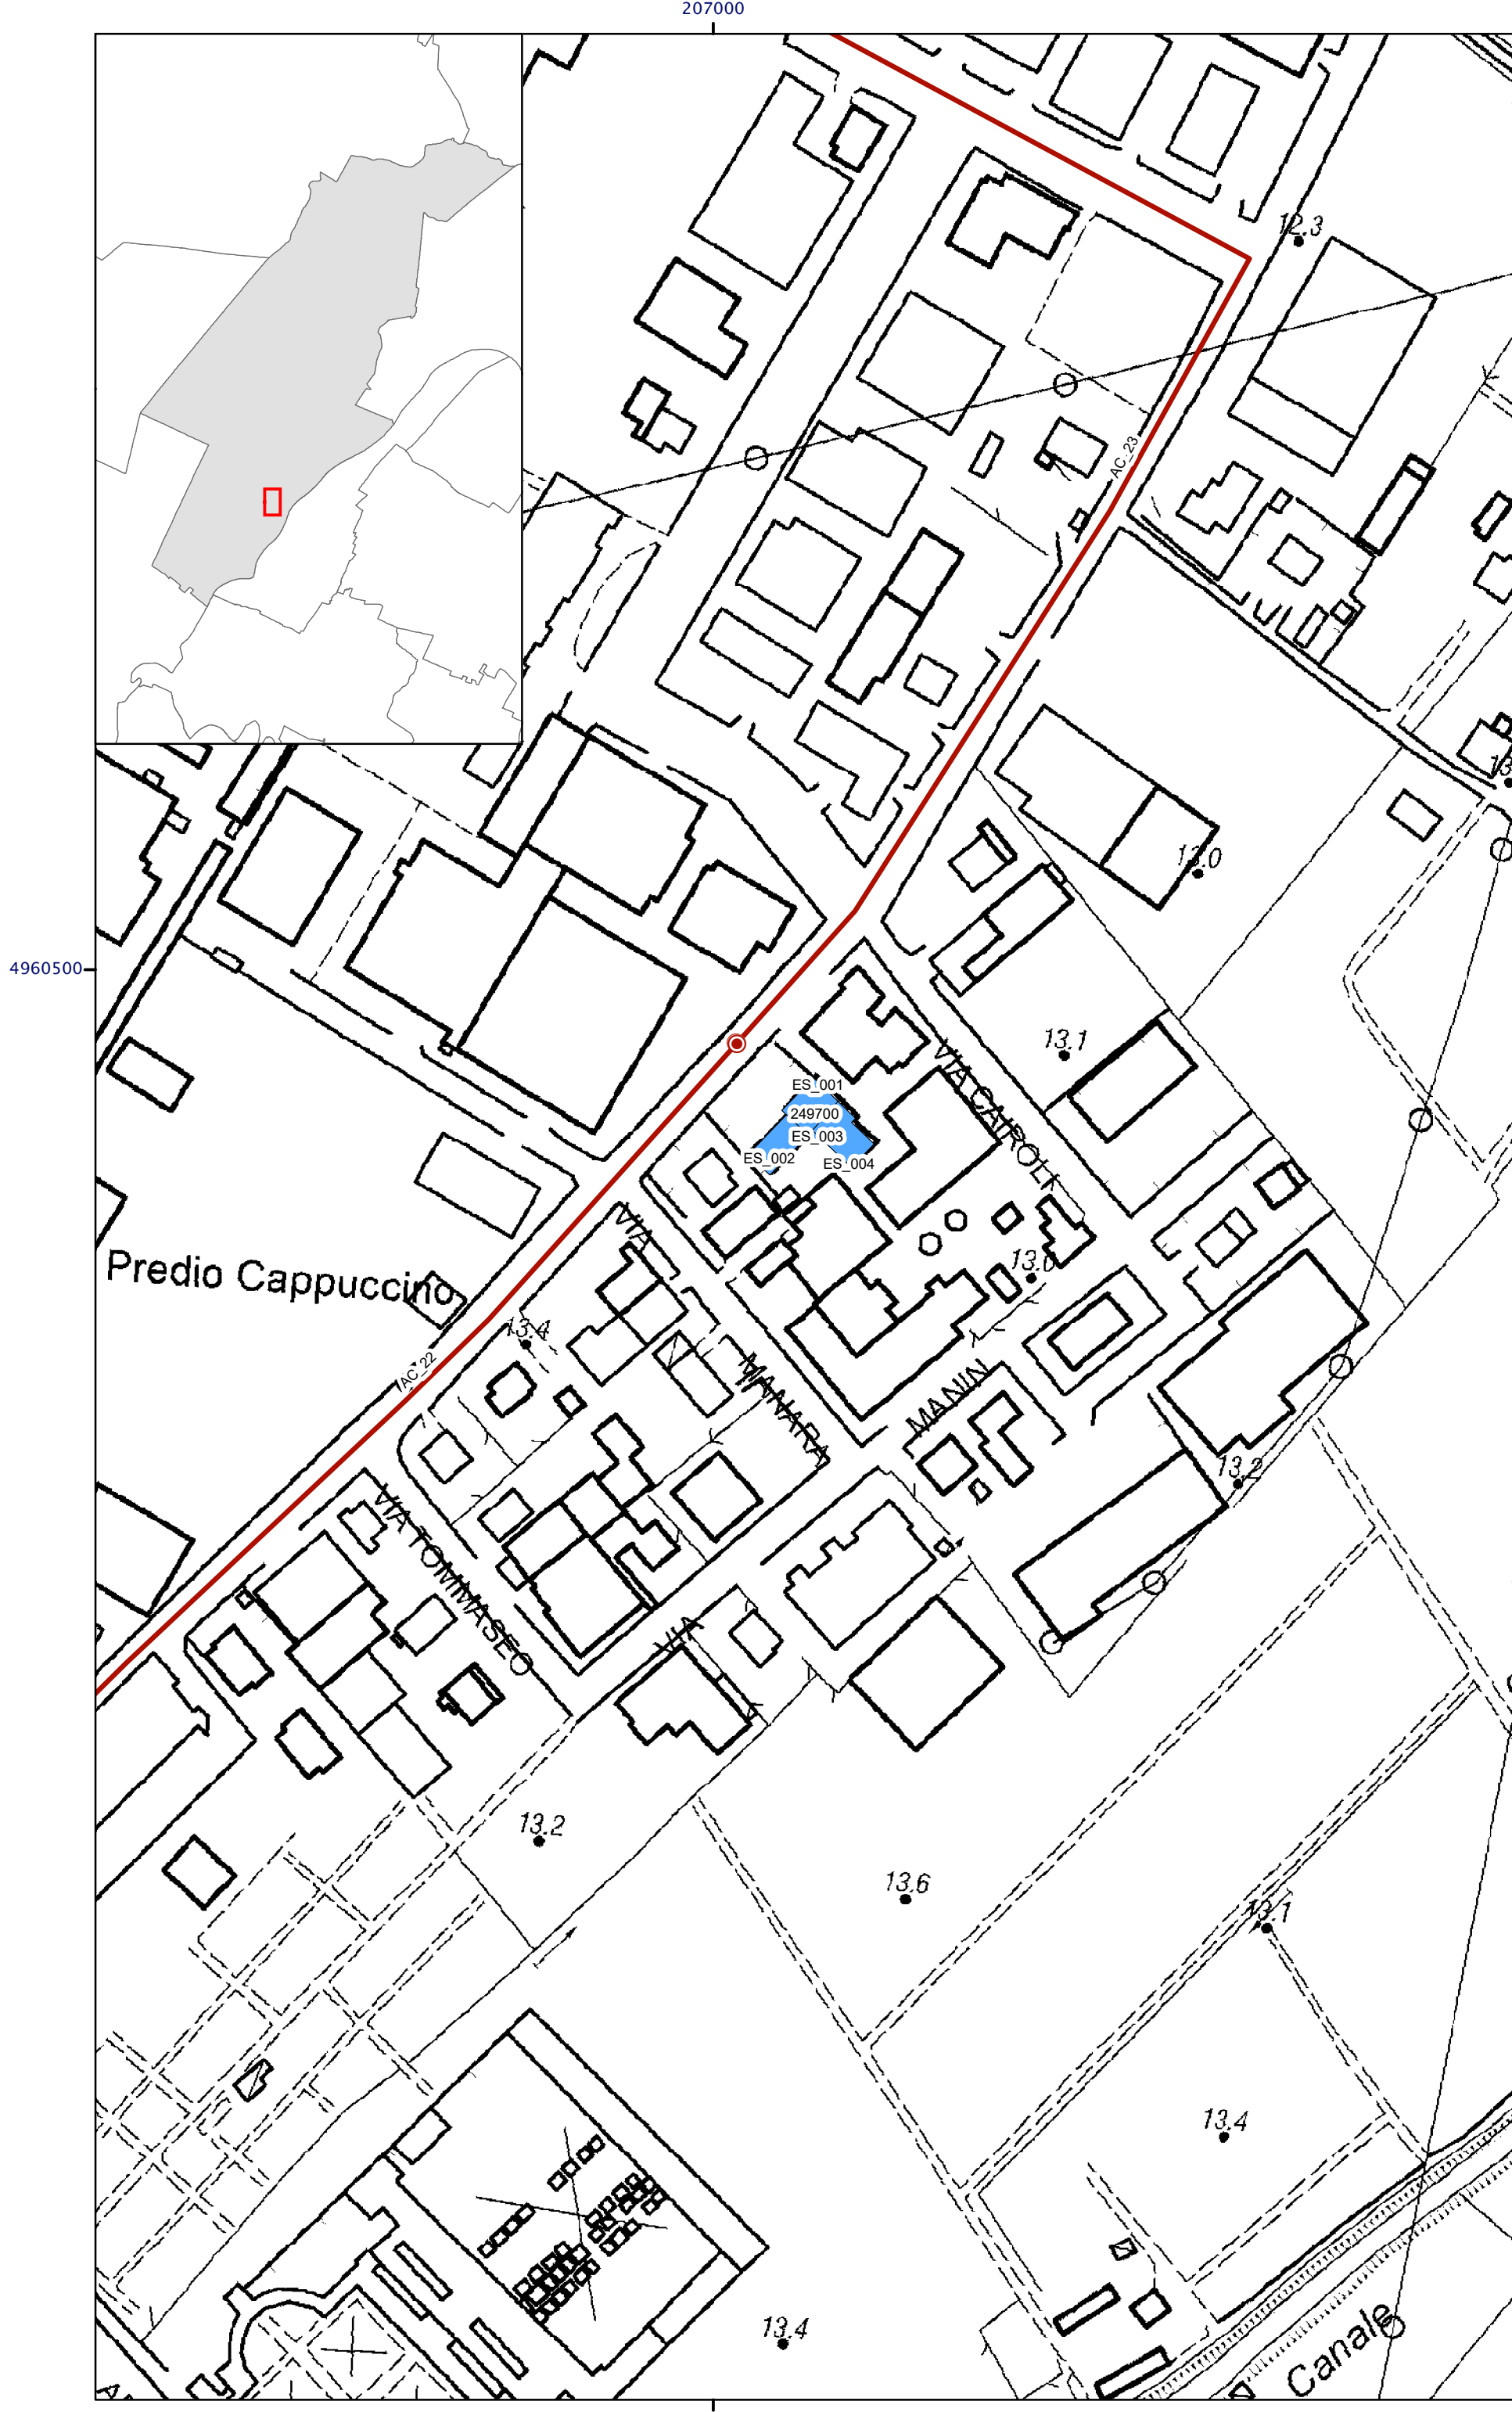 207000
12.3
AC_23
13.0
4960500
13.1
VIA CAIROLI
ES_001
249700
ES_003
ES_002
ES_004
VIA
13.0
Predio Cappuccino
13.4
AC_22
MANARA
MANIN
13.2
VIA TOMMASEO
VIA
13.2
13.6
13.1
13.4
13.4
Canale